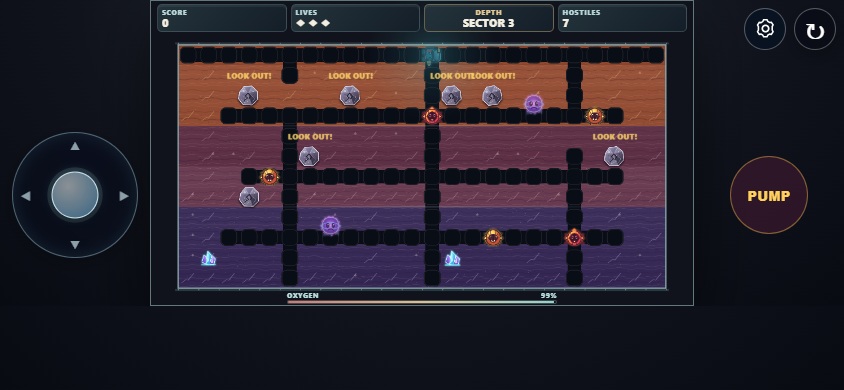 SCORE
0
LIVES
DEPTH
SECTOR 3
HOSTILES
7
LOOK OUT!
LOOK OUT!
LOOK OUT!
LOOK OUT!
LOOK OUT!
LOOK OUT!
PUMP
OXYGEN
99%